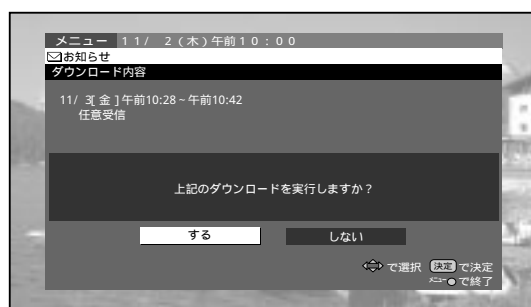 メニュー 11/ 2(木)午前10:00
お知らせ
ダウンロード内容
11/ 3[金]午前10:28~午前10:42
任意受信
上記のダウンロードを実行しますか？
する しない
で選択 決定 で決定
メニュー で終了